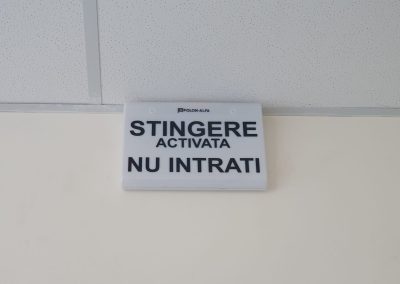 POLON-ALFA
STINGERE
ACTIVATA
NU INTRATI